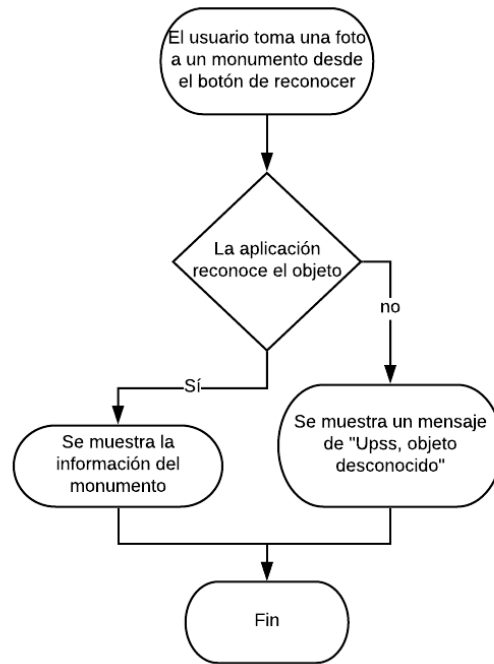 El usuario toma una foto
a un monumento desde
el botón de reconocer
La aplicación
reconoce el objeto
no
Sí
Se muestra la
información del
monumento
Se muestra un mensaje
de "Upss, objeto
desconocido"
Fin